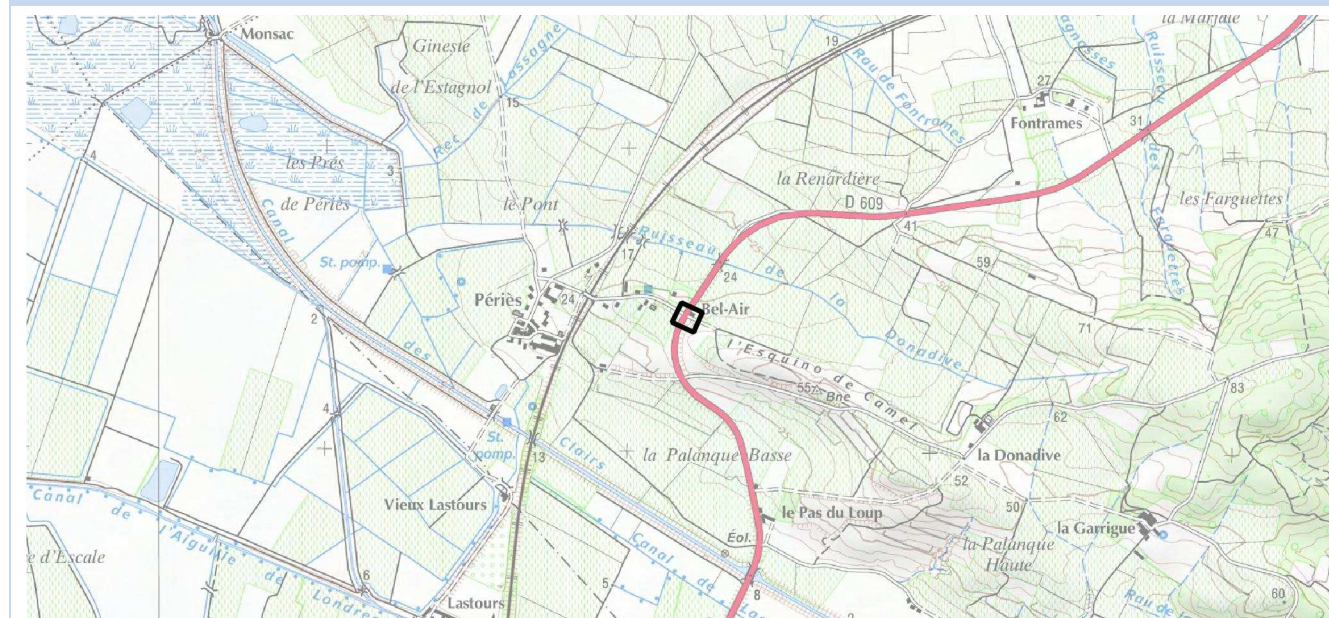 Monsac
Gineste
de l'Estagnol
Rec de Lassagne
15
19
Rau de Fontrames
27
Fontrames
Ruisseau des Farguettes
31
la Marjale
4
les Prés
de Périès
3
Canal des Clairs
la Renardière
D 609
41
les Farguettes
47
le Pont
Ruisseau de la Donadive
St. pomp.
17
24
59
Périès
24
Bel-Air
2
71
l'Esquino de Camel
55
Bne
83
4
62
St.
pomp.
13
la Palanque Basse
la Donadive
52
Canal de l'Aiguille de Londres
Vieux Lastours
50
le Pas du Loup
la Garrigue
Éol.
la Palanque
Haute
e d'Escale
6
Canal de
5
8
60
Lastours
2